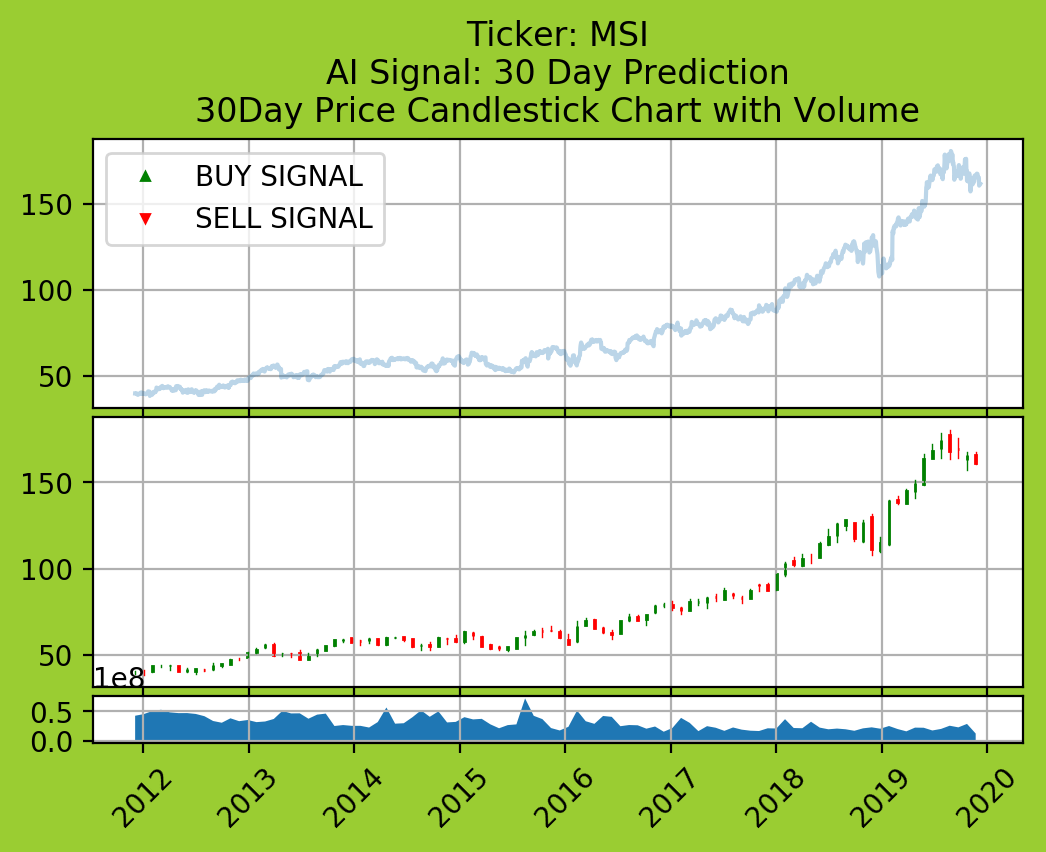 Ticker: MSI
AI Signal: 30 Day Prediction
30Day Price Candlestick Chart with Volume
BUY SIGNAL
SELL SIGNAL
150
100
50
150
100
50
1e8
0.5
0.0
2012 2013 2014 2015 2016 2017 2018 2019 2020